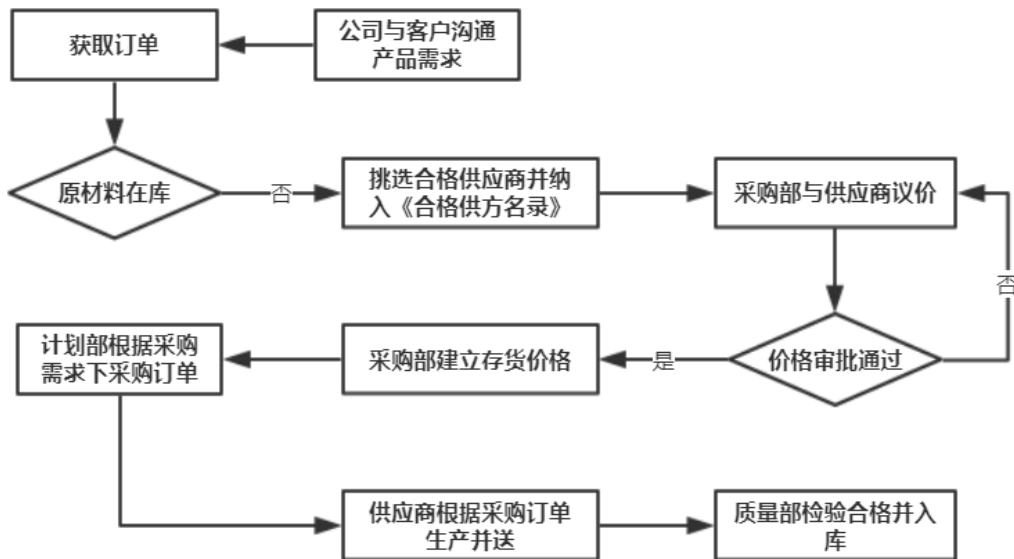 获取订单
公司与客户沟通
产品需求
原材料在库
否
挑选合格供应商并纳
入《合格供方名录》
采购部与供应商议价
否
计划部根据采购
需求下采购订单
采购部建立存货价格
是
价格审批通过
供应商根据采购订单
生产并送
质量部检验合格并入
库